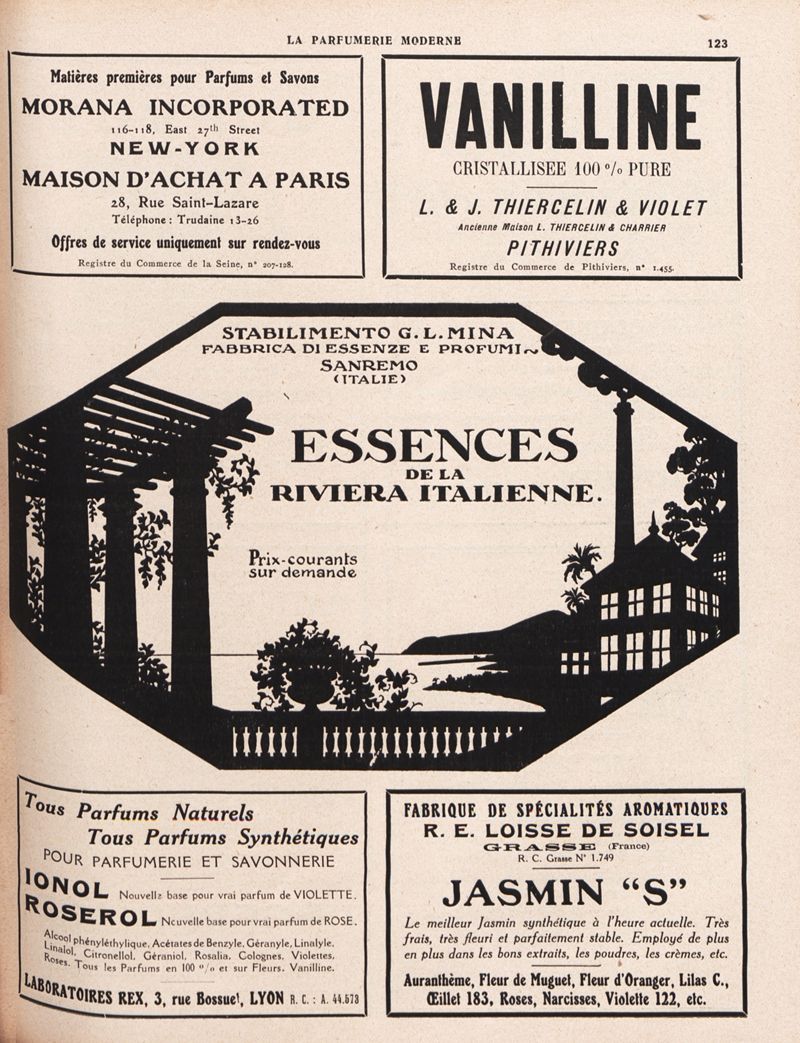 LA PARFUMERIE MODERNE
123
Matières premières pour Parfums et Savons
MORANA INCORPORATED
116-118, East 27th Street
NEW-YORK
MAISON D'ACHAT A PARIS
28, Rue Saint-Lazare
Téléphone : Trudaine 13-26
Offres de service uniquement sur rendez-vous
Registre du Commerce de la Seine, n° 207-128.
VANILLINE
CRISTALLISEE 100 % PURE
L. & J. THIERCELIN & VIOLET
Ancienne Maison L. THIERCELIN & CHARRIER
PITHIVIERS
Registre du Commerce de Pithiviers, n° 1.455.
STABILIMENTO G. L. MINA
FABBRICA DI ESSENZE E PROFUMI~
SANREMO
(ITALIE)
ESSENCES
DE LA
RIVIERA ITALIENNE.
Prix-courants
sur demande
Tous Parfums Naturels
Tous Parfums Synthétiques
POUR PARFUMERIE ET SAVONNERIE
IONOL Nouvelle base pour vrai parfum de VIOLETTE.
ROSEROL Nouvelle base pour vrai parfum de ROSE.
Alcool phényléthylique, Acétates de Benzyle, Géranyle, Linalyle,
Linalol, Citronellol, Géraniol, Rosalia, Colognes, Violettes,
Roses. Tous les Parfums en 100 % et sur Fleurs. Vanilline.
LABORATOIRES REX, 3, rue Bossuet, LYON R. C. : A. 44.573
FABRIQUE DE SPÉCIALITÉS AROMATIQUES
R. E. LOISSE DE SOISEL
GRASSE (France)
R. C. Grasse N° 1.749
JASMIN "S"
Le meilleur Jasmin synthétique à l'heure actuelle. Très
frais, très fleuri et parfaitement stable. Employé de plus
en plus dans les bons extraits, les poudres, les crèmes, etc.
Auranthème, Fleur de Muguet, Fleur d'Oranger, Lilas C.,
Œillet 183, Roses, Narcisses, Violette 122, etc.